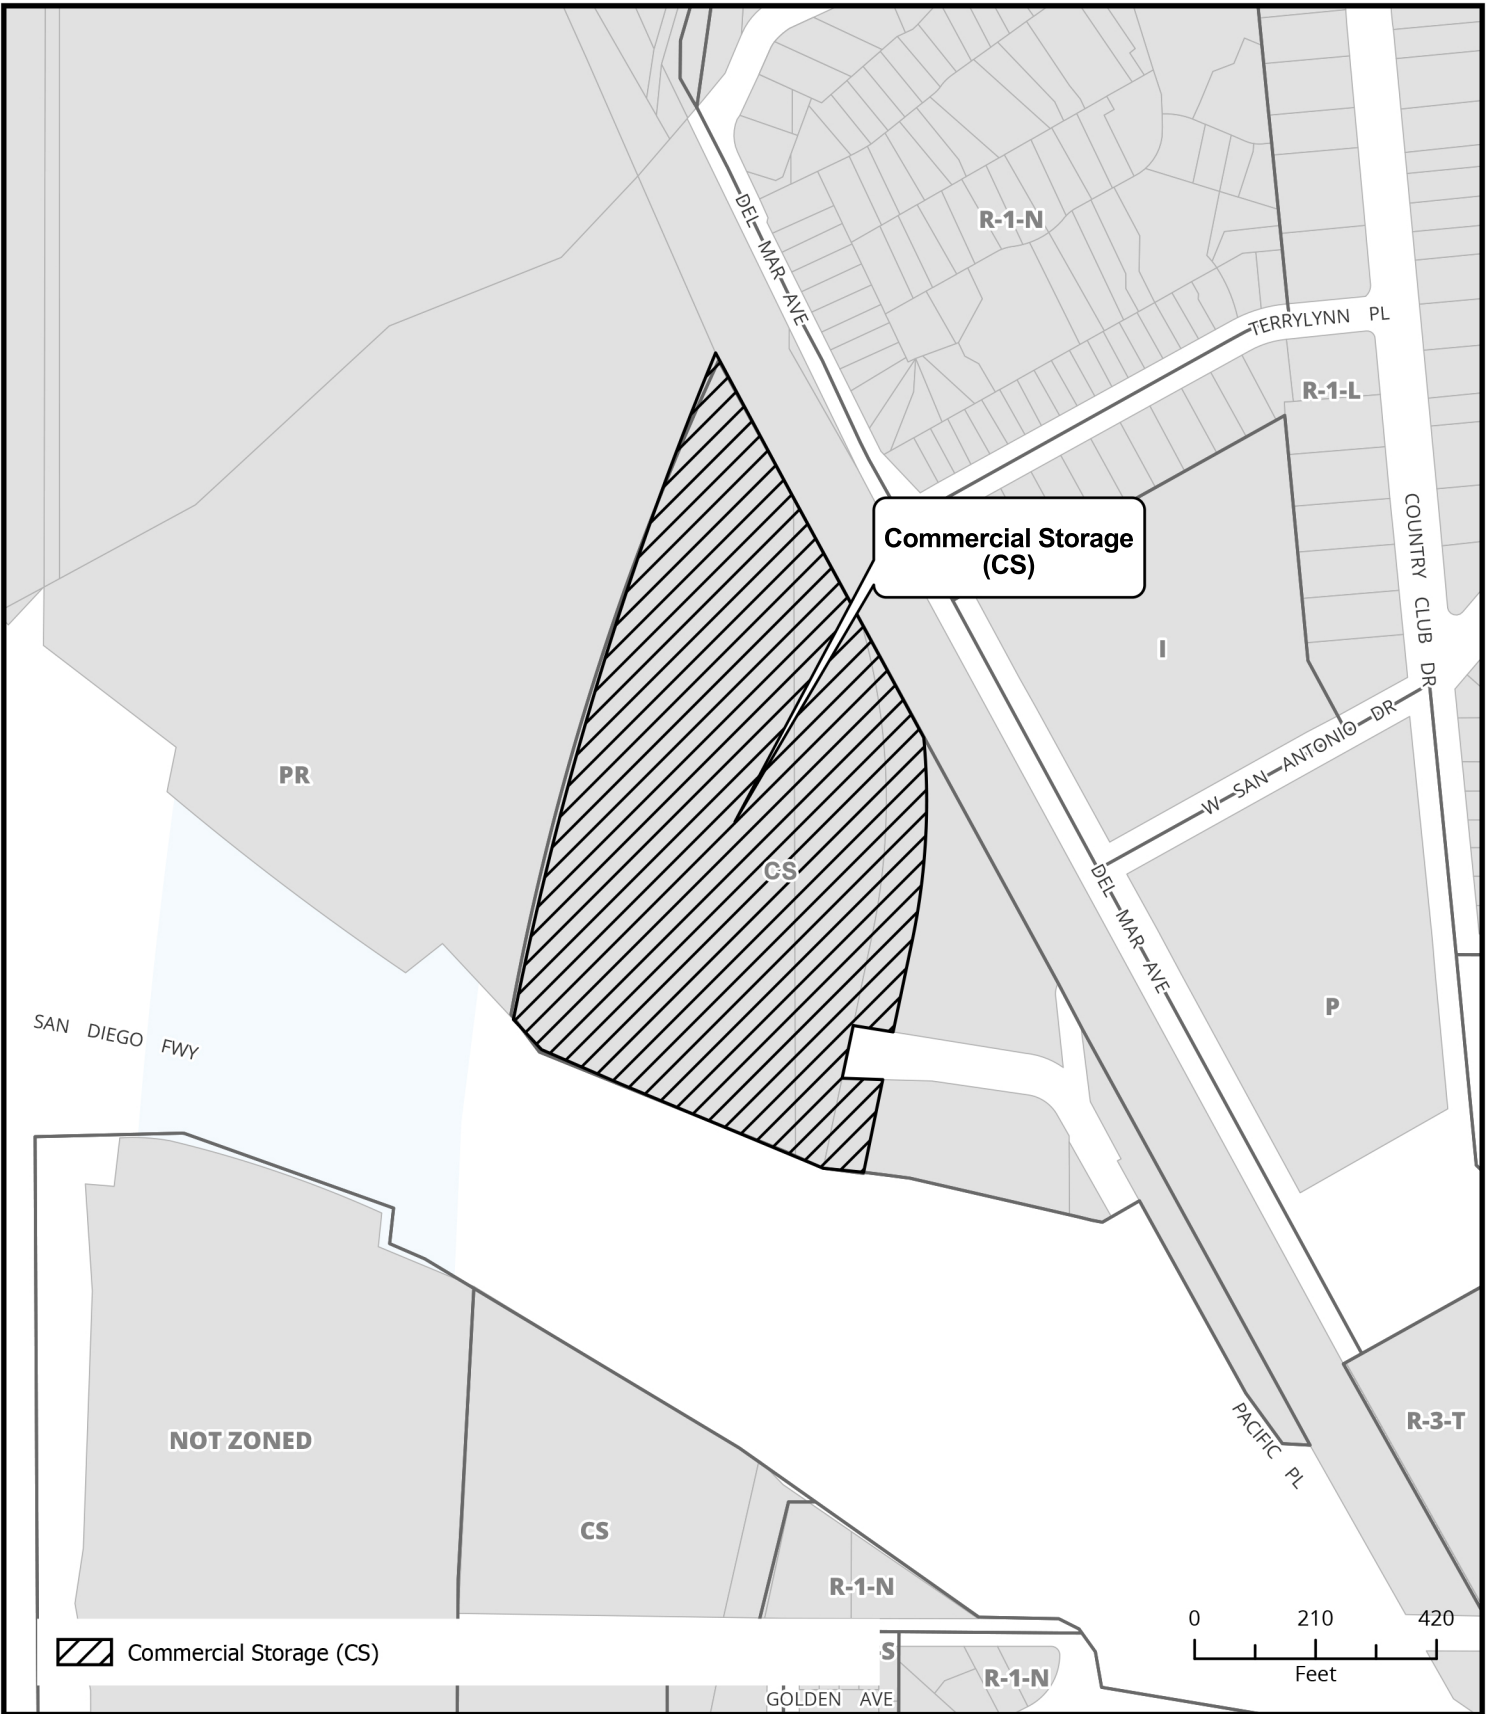 DEL MAR AVE
R-1-N
TERRYLYNN PL
R-1-L
Commercial Storage
(CS)
COUNTRY CLUB DR
I
W SAN ANTONIO DR
PR
CS
DEL MAR AVE
P
SAN DIEGO FWY
PACIFIC PL
R-3-T
NOT ZONED
CS
R-1-N
0 210 420
Feet
Commercial Storage (CS)
-S
R-1-N
GOLDEN AVE